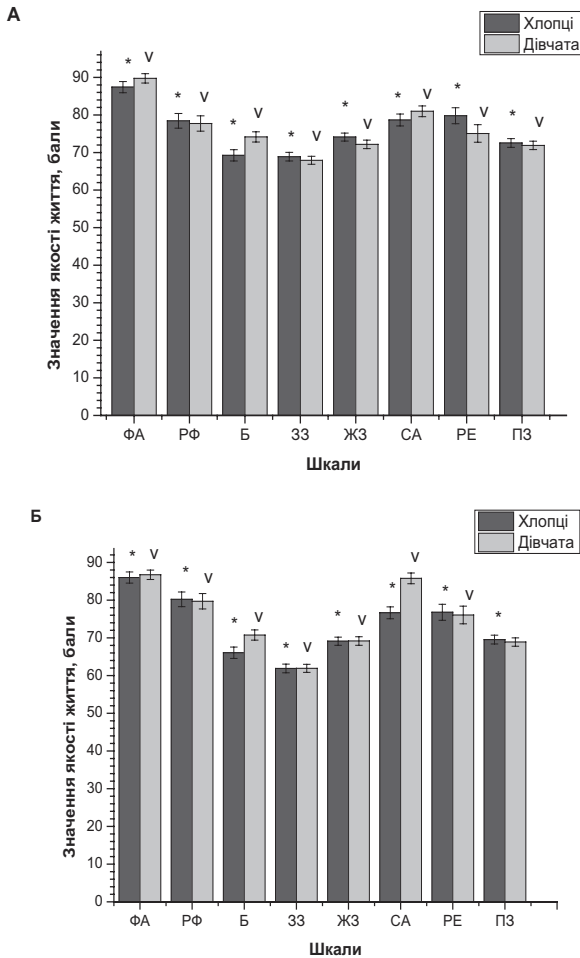 А
Хлопці
Дівчата
Значення якості життя, бали
90
80
70
60
50
40
30
20
10
0
* V * V * V * V * V * V * V * V
ФА РФ Б ЗЗ ЖЗ СА РЕ ПЗ
Шкали
Б
Хлопці
Дівчата
Значення якості життя, бали
90
80
70
60
50
40
30
20
10
0
* V * V * V * V * V * V * V *
ФА РФ Б ЗЗ ЖЗ СА РЕ ПЗ
Шкали